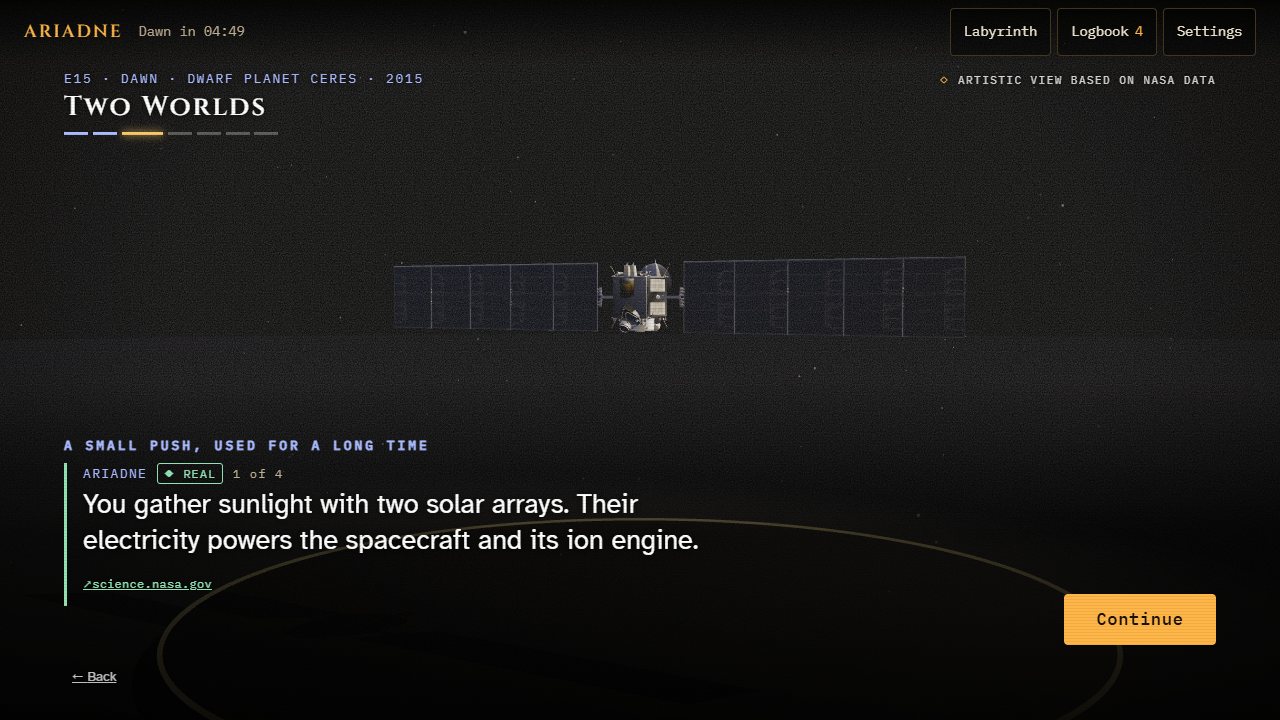 ARIADNE Dawn in 04:49
Labyrinth
Logbook 4
Settings
E15 · DAWN · DWARF PLANET CERES · 2015
◇ ARTISTIC VIEW BASED ON NASA DATA
Two Worlds
A SMALL PUSH, USED FOR A LONG TIME
ARIADNE ◆ REAL 1 of 4
You gather sunlight with two solar arrays. Their
electricity powers the spacecraft and its ion engine.
↗science.nasa.gov
Continue
← Back